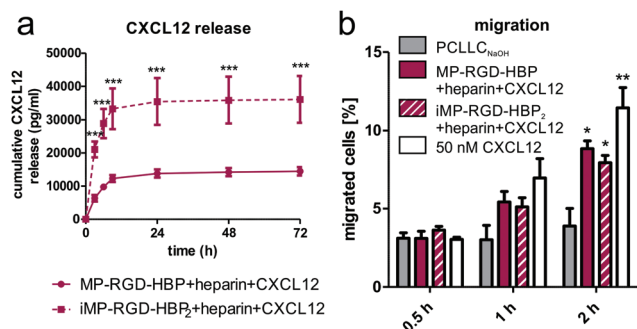 a
CXCL12 release
cumulative CXCL12
release (pg/ml)
50000
40000
30000
20000
10000
0
***
***
***
***
***
***
0
24
48
72
time (h)
MP-RGD-HBP+heparin+CXCL12
iMP-RGD-HBP2+heparin+CXCL12
b
migration
migrated cells [%]
15
10
5
0
PCLLCNaOH
MP-RGD-HBP
+heparin+CXCL12
iMP-RGD-HBP2
+heparin+CXCL12
50 nM CXCL12
*
*
**
0.5 h
1 h
2 h